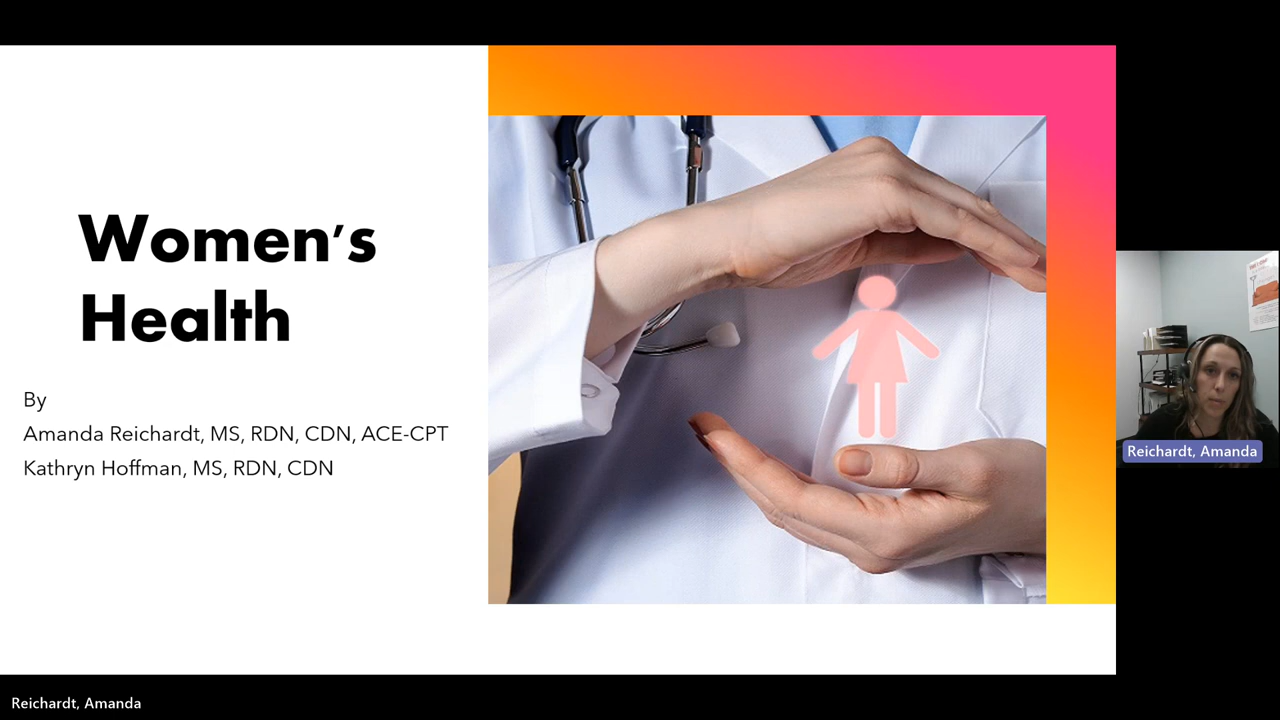 Women's
Health
By
Amanda Reichardt, MS, RDN, CDN, ACE-CPT
Kathryn Hoffman, MS, RDN, CDN
Reichardt, Amanda
Reichardt, Amanda